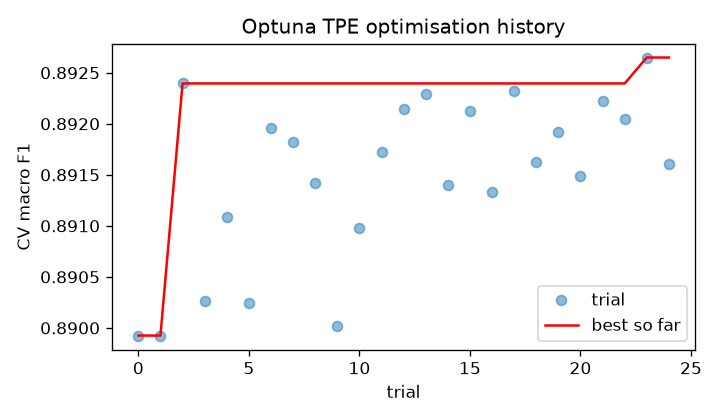 Optuna TPE optimisation history
CV macro F1
0.8925
0.8920
0.8915
0.8910
0.8905
0.8900
trial
best so far
0 5 10 15 20 25
trial